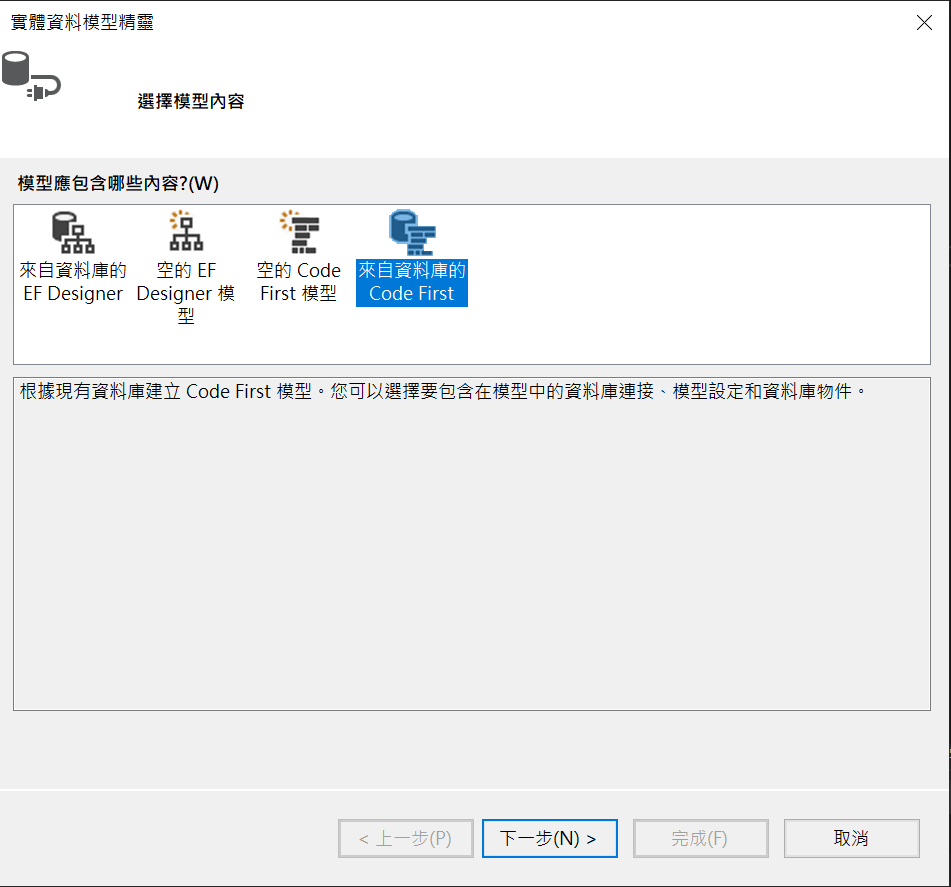 實體資料模型精靈
選擇模型內容
模型應包含哪些內容?(W)
來自資料庫的
EF Designer
空的 EF
Designer 模
型
空的 Code
First 模型
來自資料庫的
Code First
根據現有資料庫建立 Code First 模型。您可以選擇要包含在模型中的資料庫連接、模型設定和資料庫物件。
< 上一步(P)
下一步(N) >
完成(F)
取消